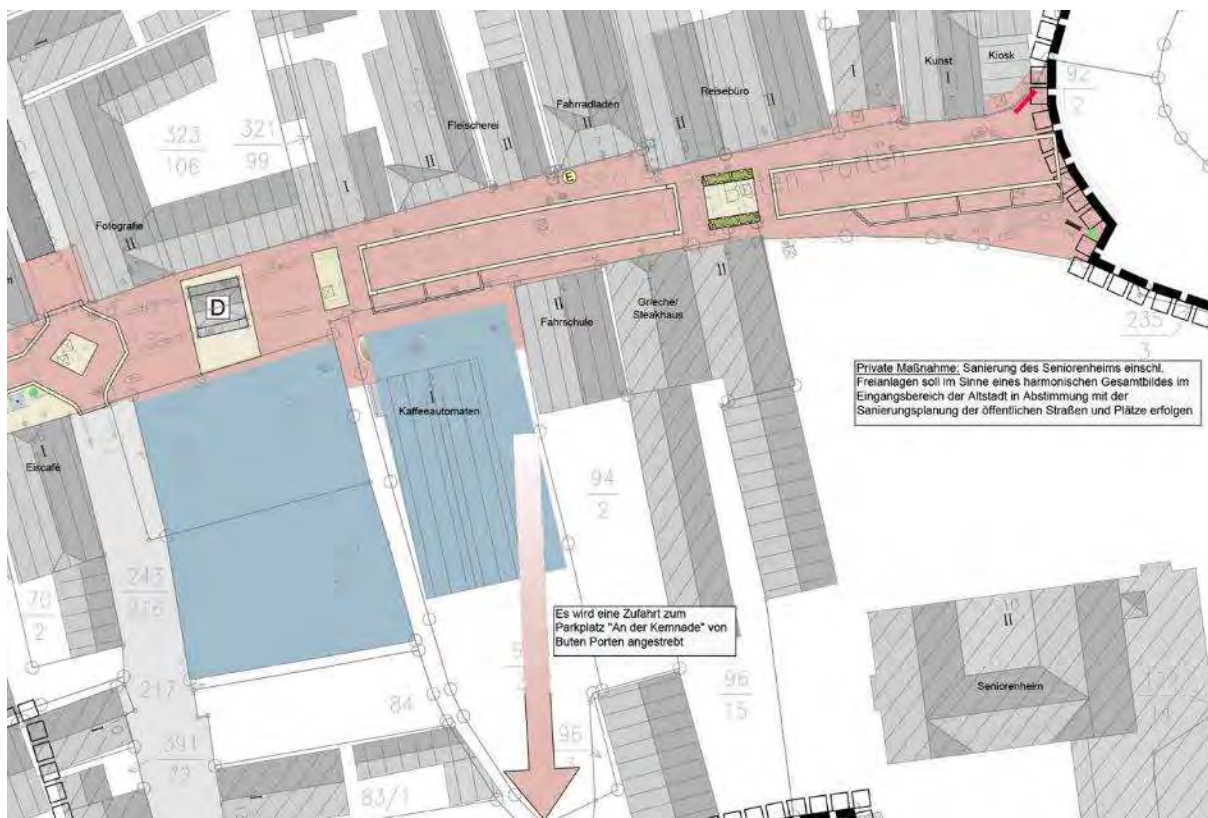 Kiosk
92
2
Kunst
I
I
Reisebüro
II
II
Fahrradladen
II
7
Fleischerei
II
II
323
106
321
99
I
E
Buten Porten
Fotografie
II
D
Fahrschule
II
Grieche/
Steakhaus
II
235
3
Private Maßnahme: Sanierung des Seniorenheims einschl.
Freianlagen soll im Sinne eines harmonischen Gesamtbildes im
Eingangsbereich der Altstadt in Abstimmung mit der
Sanierungsplanung der öffentlichen Straßen und Plätze erfolgen
I
Kaffeeautomaten
Eiscafé
I
94
2
243
70
2
Es wird eine Zufahrt zum
Parkplatz "An der Kemnade" von
Buten Porten angestrebt
10
II
Seniorenheim
217
84
96
15
391
72
96
83/1
14